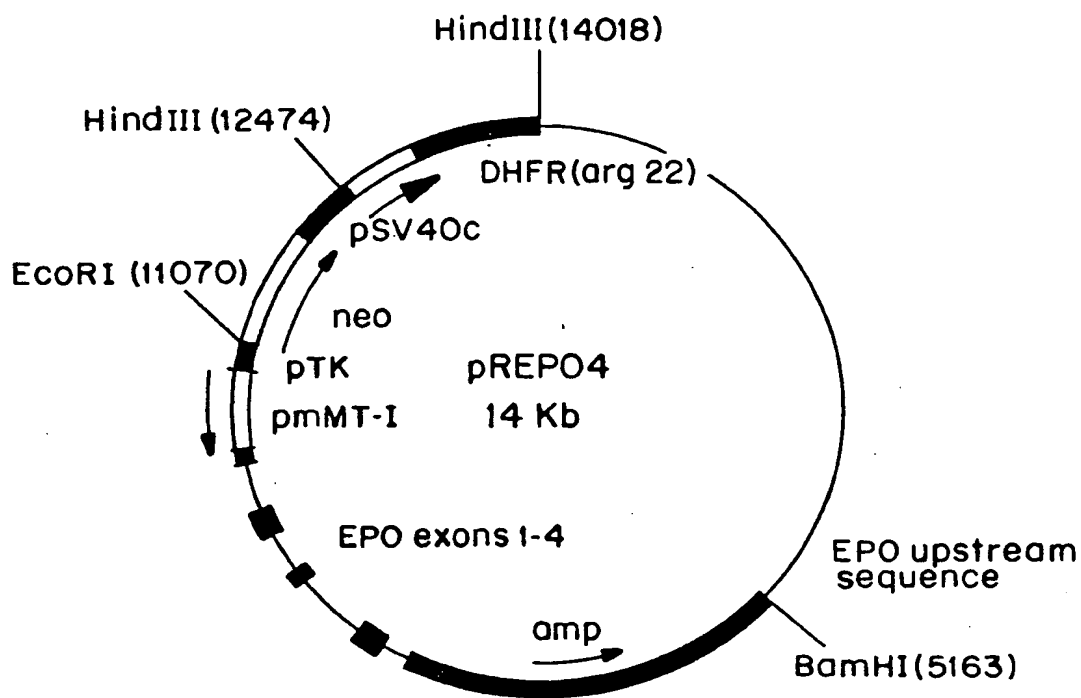 HindIII(14018)
HindIII (12474)
DHFR(arg 22)
pSV40c
EcoRI (11070)
neo
pTK
pREPO4
pmMT-I
14 Kb
EPO exons 1-4
EPO upstream
sequence
amp
BamHI(5163)